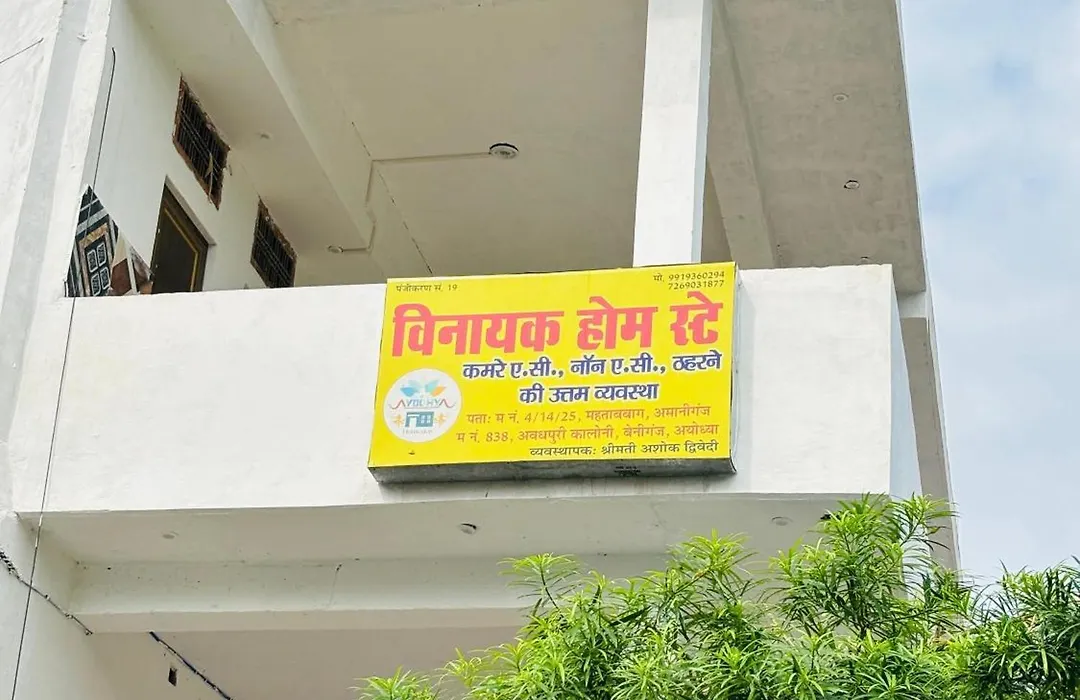 पंजीकरण सं. 19
मो. 9919360294
7269031877
विनायक होम स्टे
कमरे ए.सी., नॉन ए.सी., ठहरने
की उत्तम व्यवस्था
AYODHYA
पता: म नं. 4/14/25, महताबबाग, अमानीगंज
म नं. 838, अवधपुरी कालोनी, बेनीगंज, अयोध्या
व्यवस्थापक: श्रीमती अशोक द्विवेदी